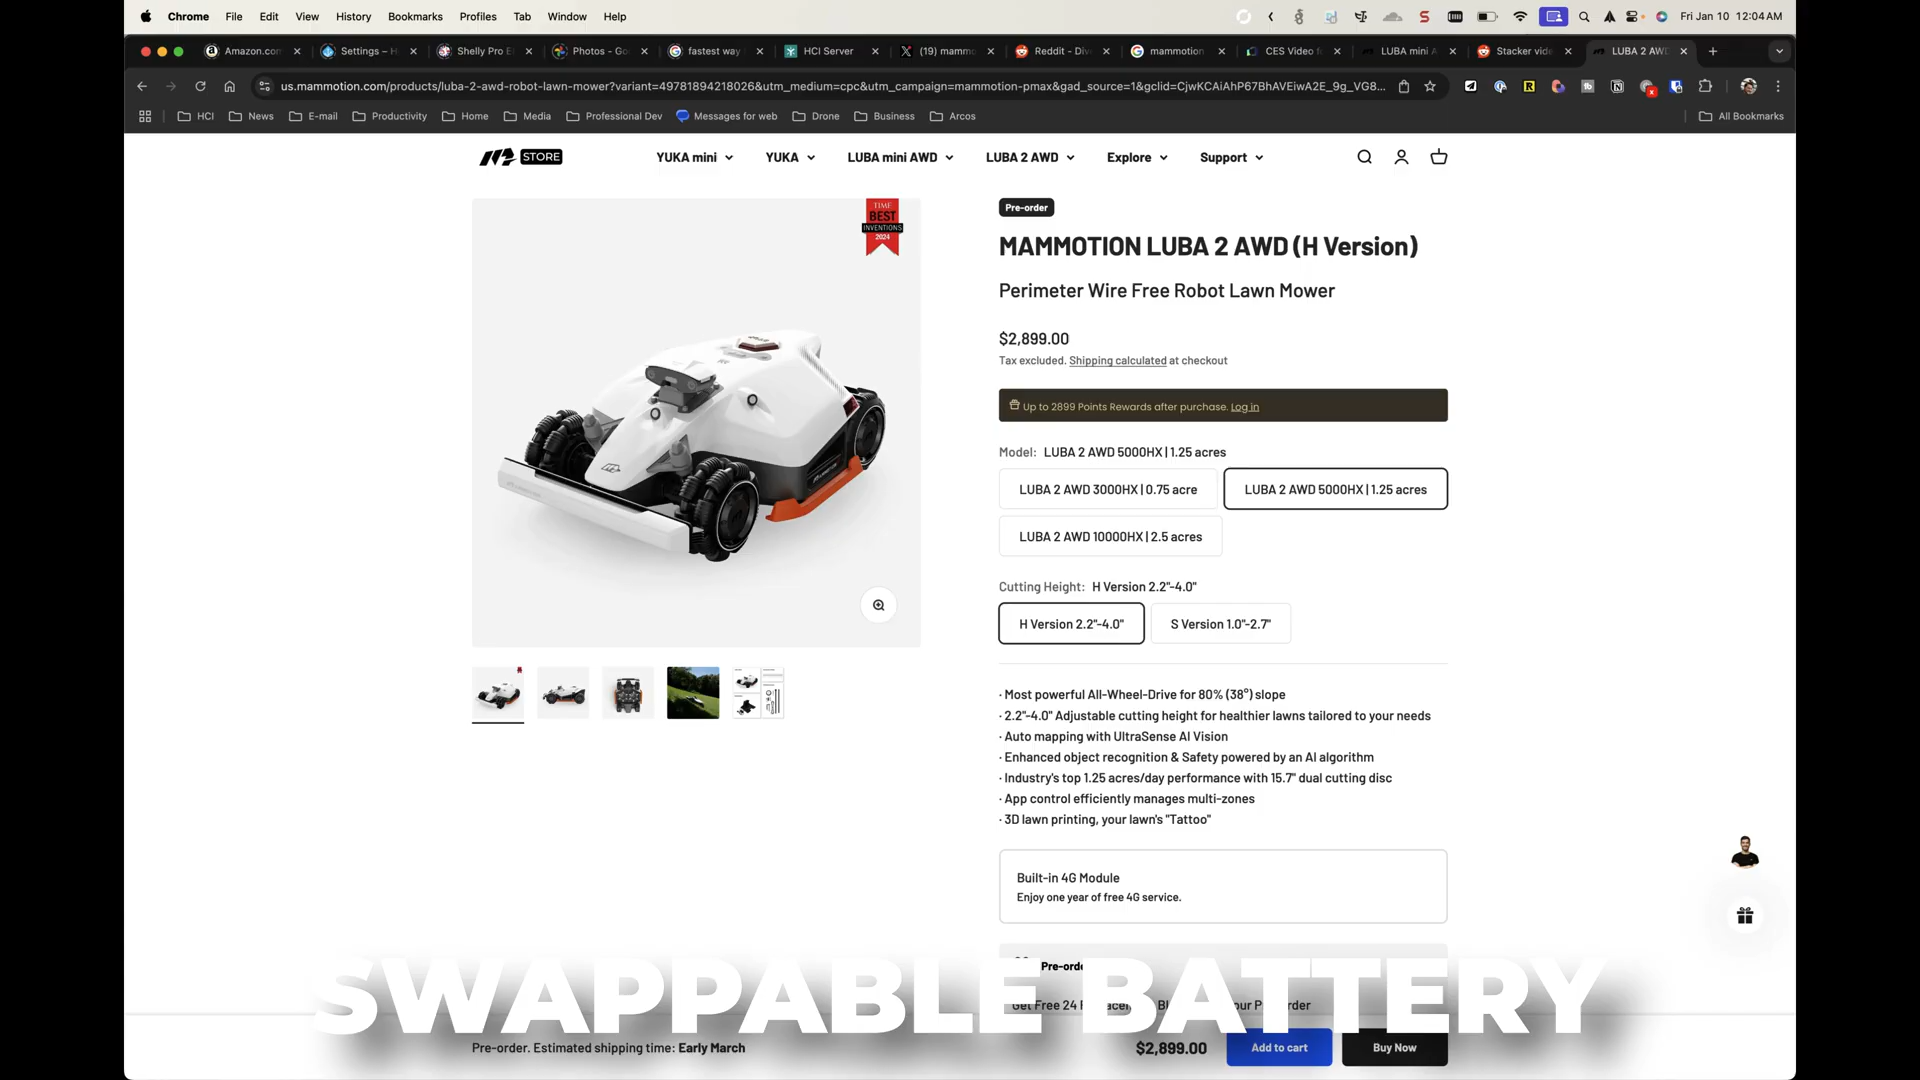 Chrome File Edit View History Bookmarks Profiles Tab Window Help
Fri Jan 10 12:04 AM
Amazon.com
Settings – H
Shelly Pro E
Photos - Go
fastest way
HCI Server
(19) mamm
Reddit - Div
mammotion
CES Video fo
LUBA mini A
Stacker vide
LUBA 2 AWD
us.mammotion.com/products/luba-2-awd-robot-lawn-mower?variant=49781894218026&utm_medium=cpc&utm_campaign=mammotion-pmax&gad_source=1&gclid=CjwKCAiAhP67BhAVEiwA2E_9g_VG8...
HCI News E-mail Productivity Home Media Professional Dev Messages for web Drone Business Arcos All Bookmarks
STORE
YUKA mini YUKA LUBA mini AWD LUBA 2 AWD Explore Support
TIME
BEST
INVENTIONS
2024
Pre-order
MAMMOTION LUBA 2 AWD (H Version)
Perimeter Wire Free Robot Lawn Mower
$2,899.00
Tax excluded. Shipping calculated at checkout
Up to 2899 Points Rewards after purchase. Log in
Model: LUBA 2 AWD 5000HX | 1.25 acres
LUBA 2 AWD 3000HX | 0.75 acre
LUBA 2 AWD 5000HX | 1.25 acres
LUBA 2 AWD 10000HX | 2.5 acres
Cutting Height: H Version 2.2"-4.0"
H Version 2.2"-4.0"
S Version 1.0"-2.7"
· Most powerful All-Wheel-Drive for 80% (38°) slope
· 2.2"-4.0" Adjustable cutting height for healthier lawns tailored to your needs
· Auto mapping with UltraSense AI Vision
· Enhanced object recognition & Safety powered by an AI algorithm
· Industry's top 1.25 acres/day performance with 15.7" dual cutting disc
· App control efficiently manages multi-zones
· 3D lawn printing, your lawn's "Tattoo"
Built-in 4G Module
Enjoy one year of free 4G service.
Pre-orde
SWAPPABLE BATTERY
Get Free 24
Pre-order. Estimated shipping time: Early March
$2,899.00
Add to cart
Buy Now